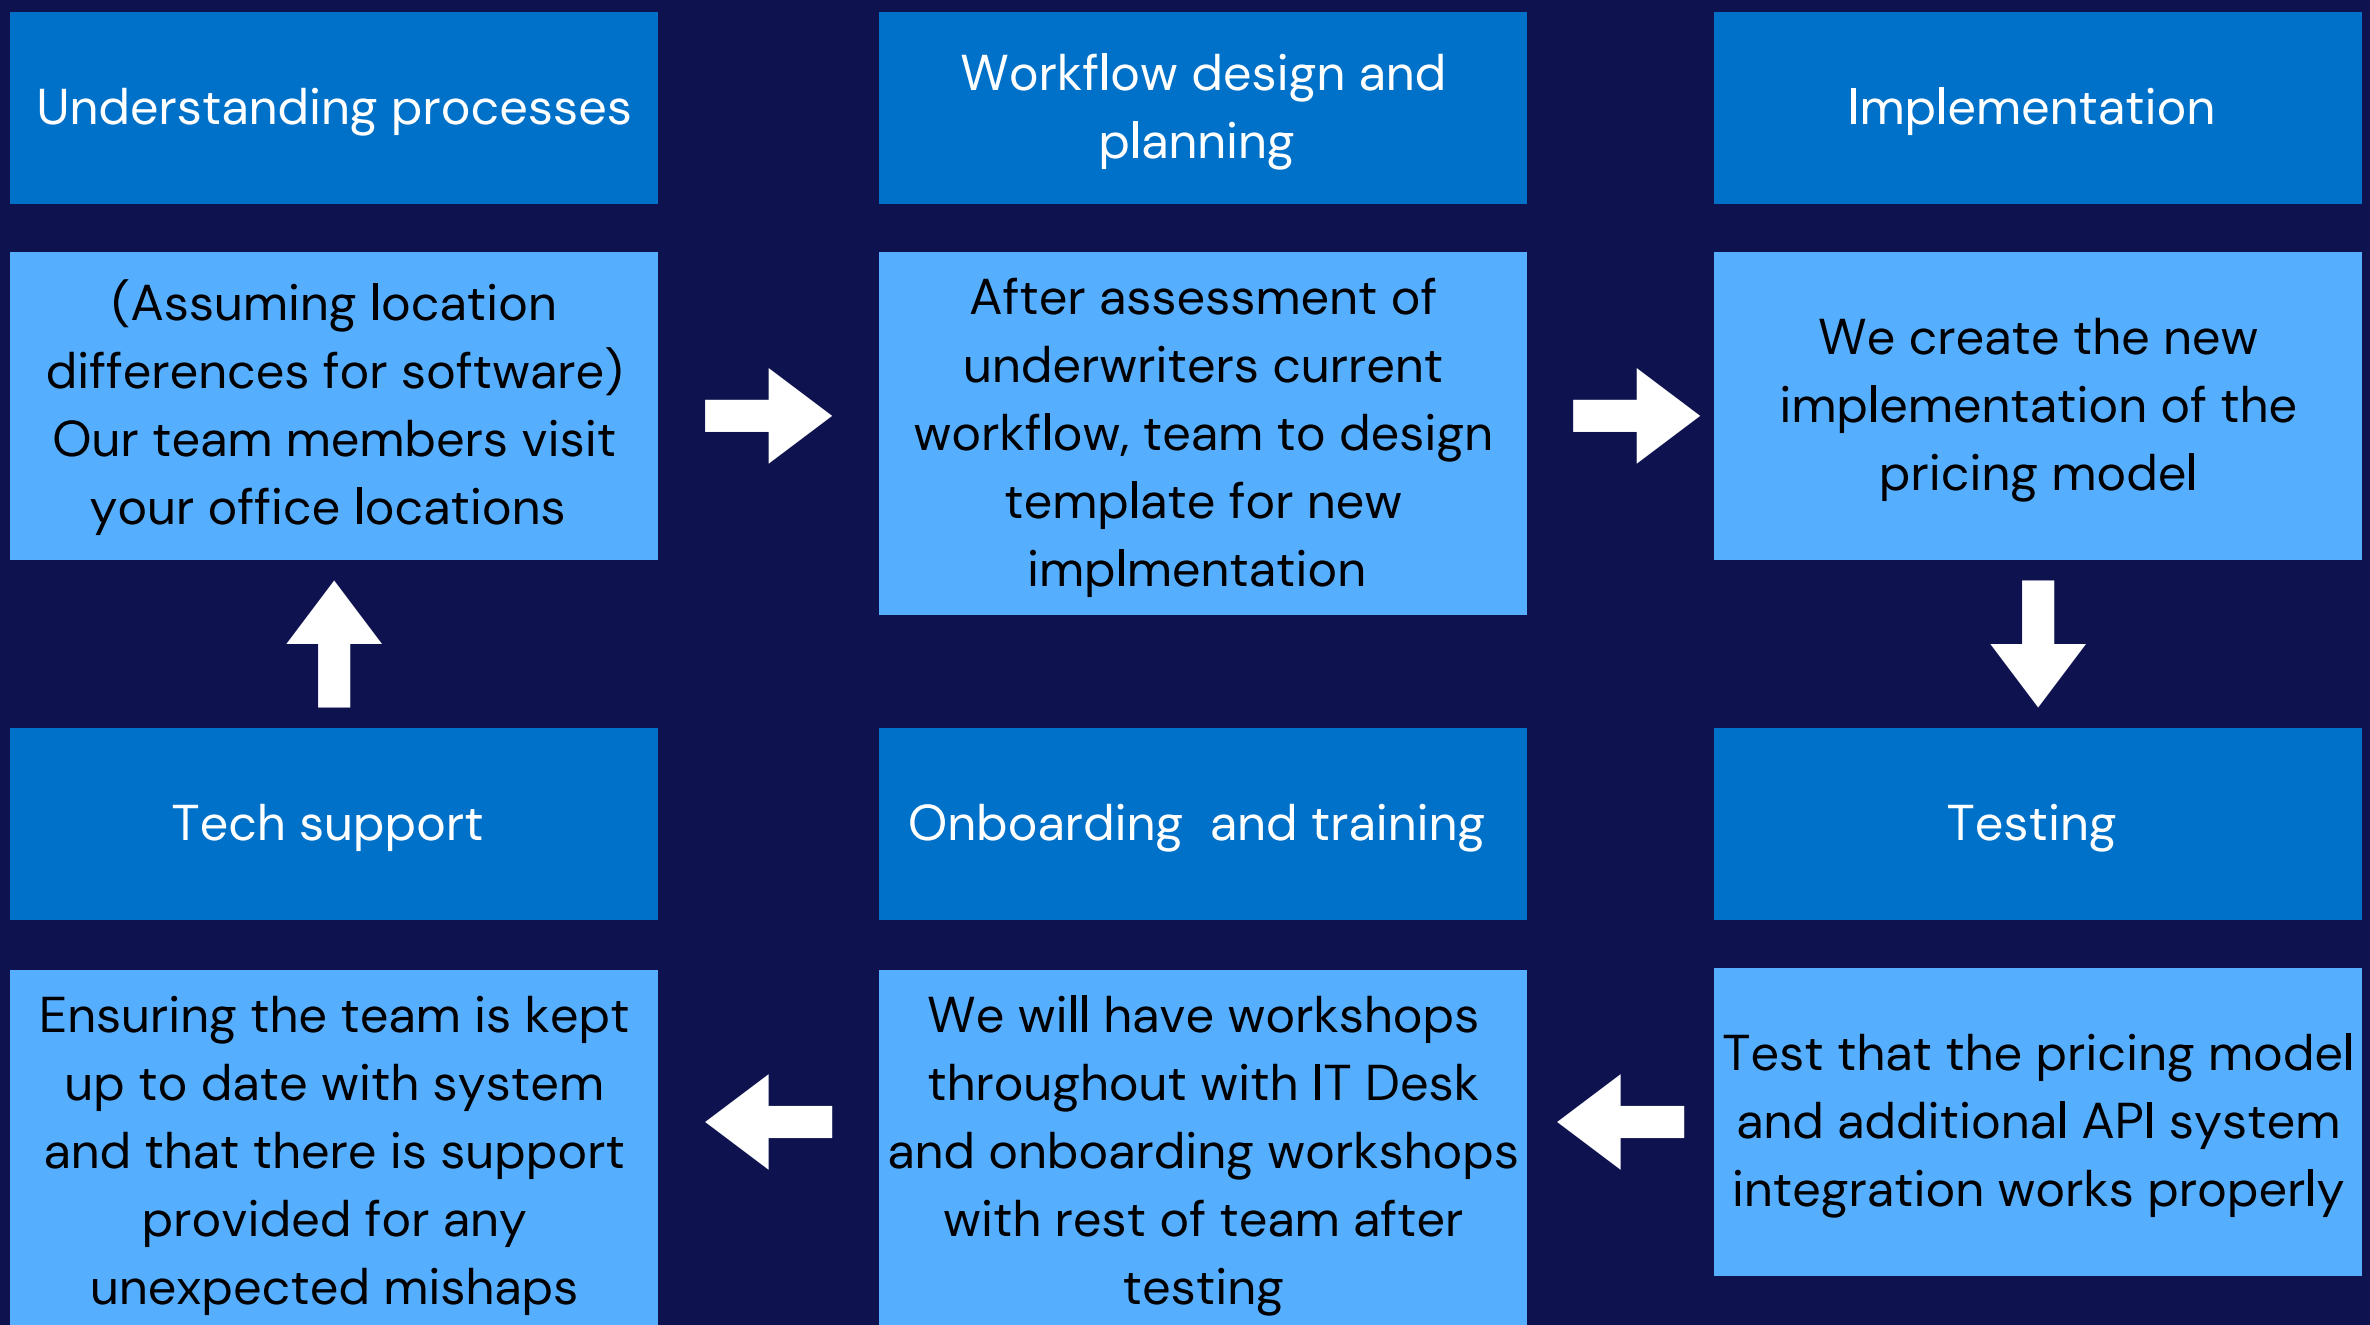 Understanding processes
Workflow design and
planning
Implementation
(Assuming location
differences for software)
Our team members visit
your office locations
After assessment of
underwriters current
workflow, team to design
template for new
implmentation
We create the new
implementation of the
pricing model
Tech support
Onboarding  and training
Testing
Ensuring the team is kept
up to date with system
and that there is support
provided for any
unexpected mishaps
We will have workshops
throughout with IT Desk
and onboarding workshops
with rest of team after
testing
Test that the pricing model
and additional API system
integration works properly